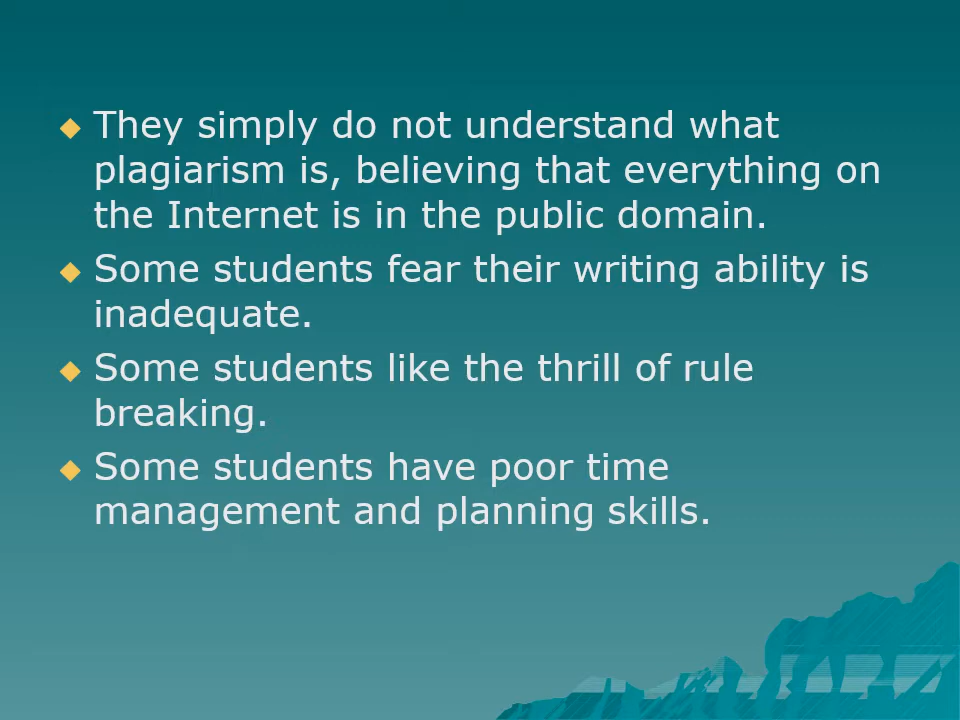 They simply do not understand what
plagiarism is, believing that everything on
the Internet is in the public domain.
Some students fear their writing ability is
inadequate.
Some students like the thrill of rule
breaking.
Some students have poor time
management and planning skills.